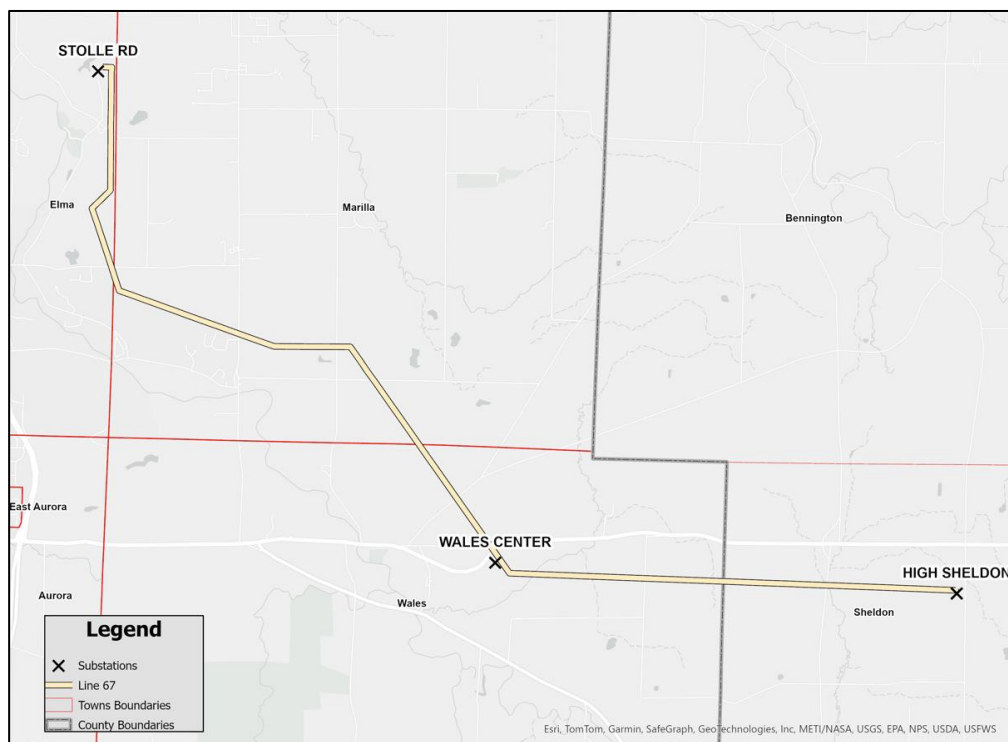 STOLLE RD
Elma
Marilla
Bennington
East Aurora
WALES CENTER
HIGH SHELDON
Aurora
Wales
Sheldon
Legend
Substations
Line 67
Towns Boundaries
County Boundaries
Esri, TomTom, Garmin, SafeGraph, GeoTechnologies, Inc, METI/NASA, USGS, EPA, NPS, USDA, USFWS